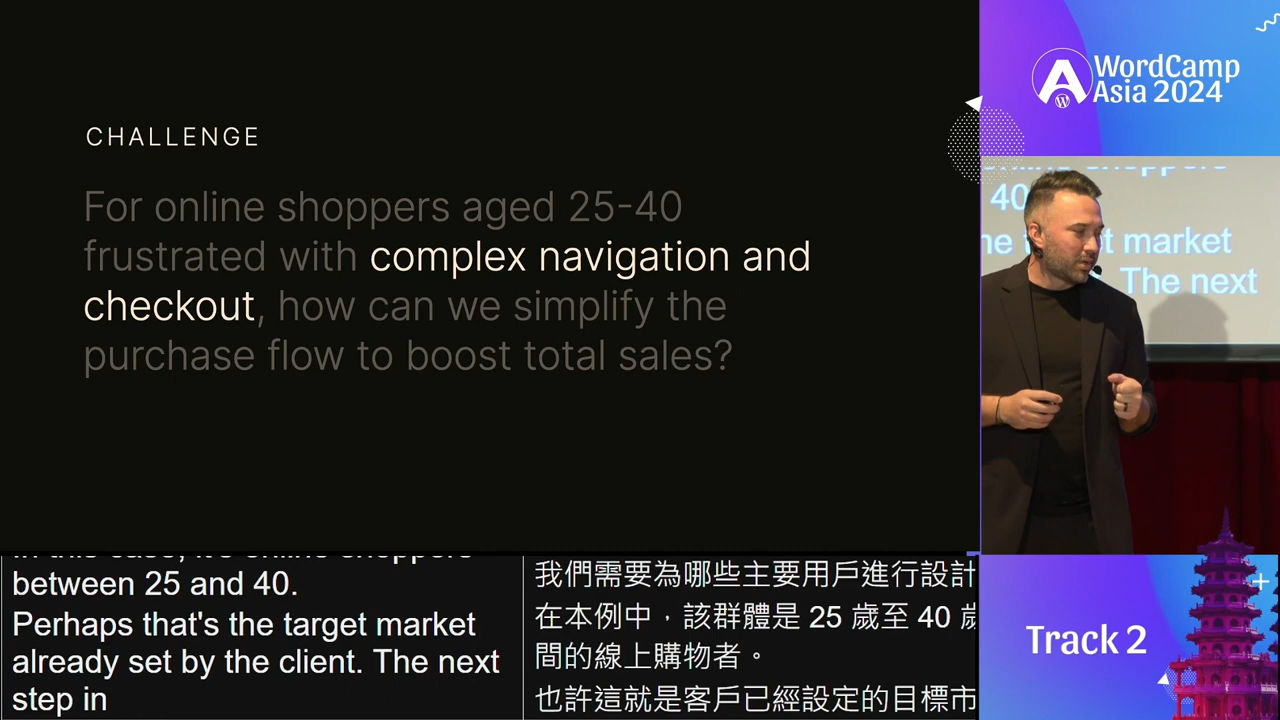 CHALLENGE
For online shoppers aged 25-40
frustrated with complex navigation and
checkout, how can we simplify the
purchase flow to boost total sales?
WordCamp
Asia 2024
40
market
The next
between 25 and 40.
Perhaps that's the target market
already set by the client. The next
step in
我們需要為哪些主要用戶進行設計
在本例中，該群體是 25 歲至 40 歲
間的線上購物者。
也許這就是客戶已經設定的目標市
Track 2